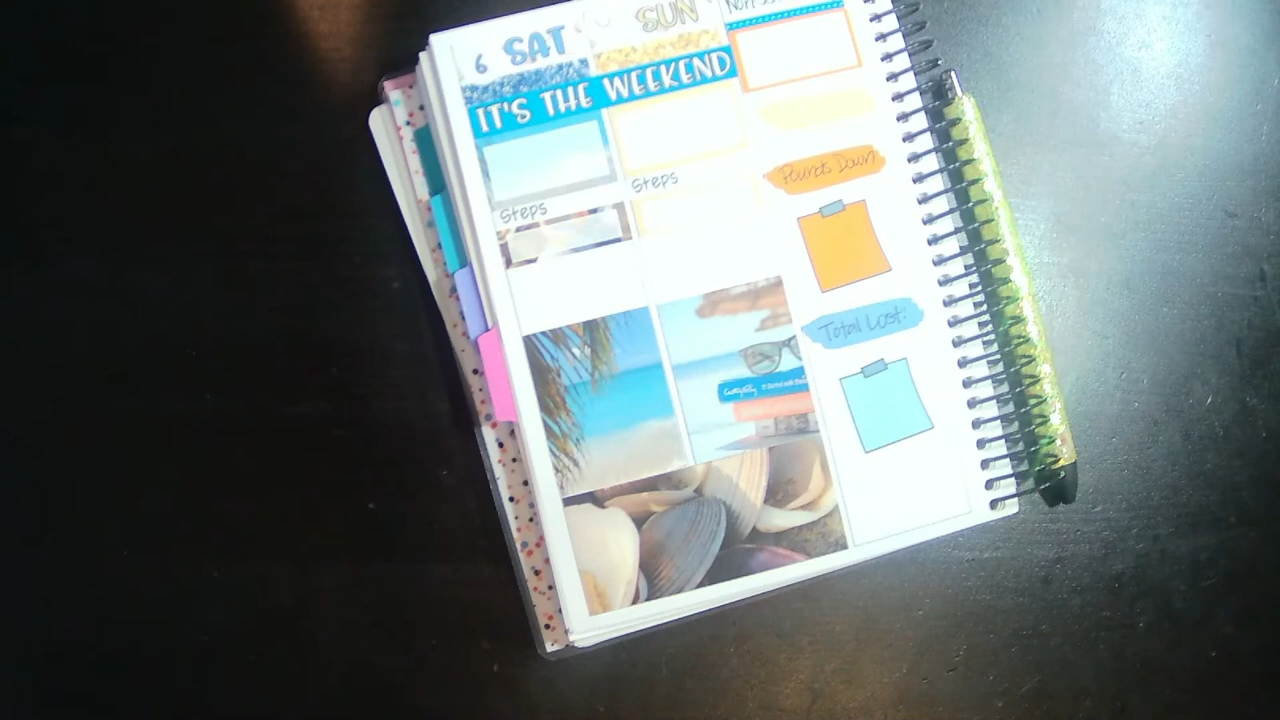 6 SAT
SUN
IT'S THE WEEKEND
Steps
Steps
Pounds Down
Total Lost: